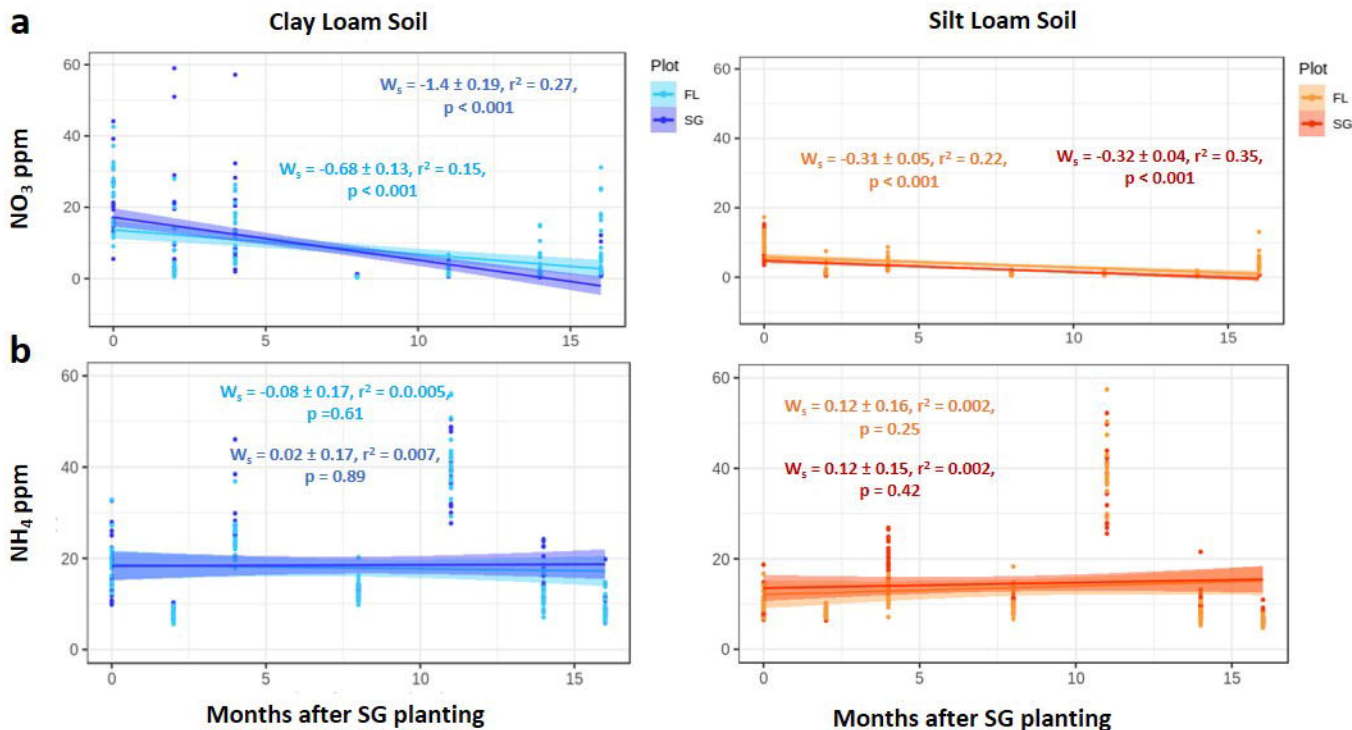 a
Clay Loam Soil
Silt Loam Soil
NO₃ ppm
60
40
20
0
0
5
10
15
Wₛ = -1.4 ± 0.19, r² = 0.27,
p < 0.001
Wₛ = -0.68 ± 0.13, r² = 0.15,
p < 0.001
Plot
FL
SG
60
40
20
0
0
5
10
15
Wₛ = -0.31 ± 0.05, r² = 0.22,
p < 0.001
Wₛ = -0.32 ± 0.04, r² = 0.35,
p < 0.001
Plot
FL
SG
b
NH₄ ppm
60
40
20
0
0
5
10
15
Wₛ = -0.08 ± 0.17, r² = 0.0.005,
p =0.61
Wₛ = 0.02 ± 0.17, r² = 0.007,
p = 0.89
Months after SG planting
60
40
20
0
0
5
10
15
Wₛ = 0.12 ± 0.16, r² = 0.002,
p = 0.25
Wₛ = 0.12 ± 0.15, r² = 0.002,
p = 0.42
Months after SG planting